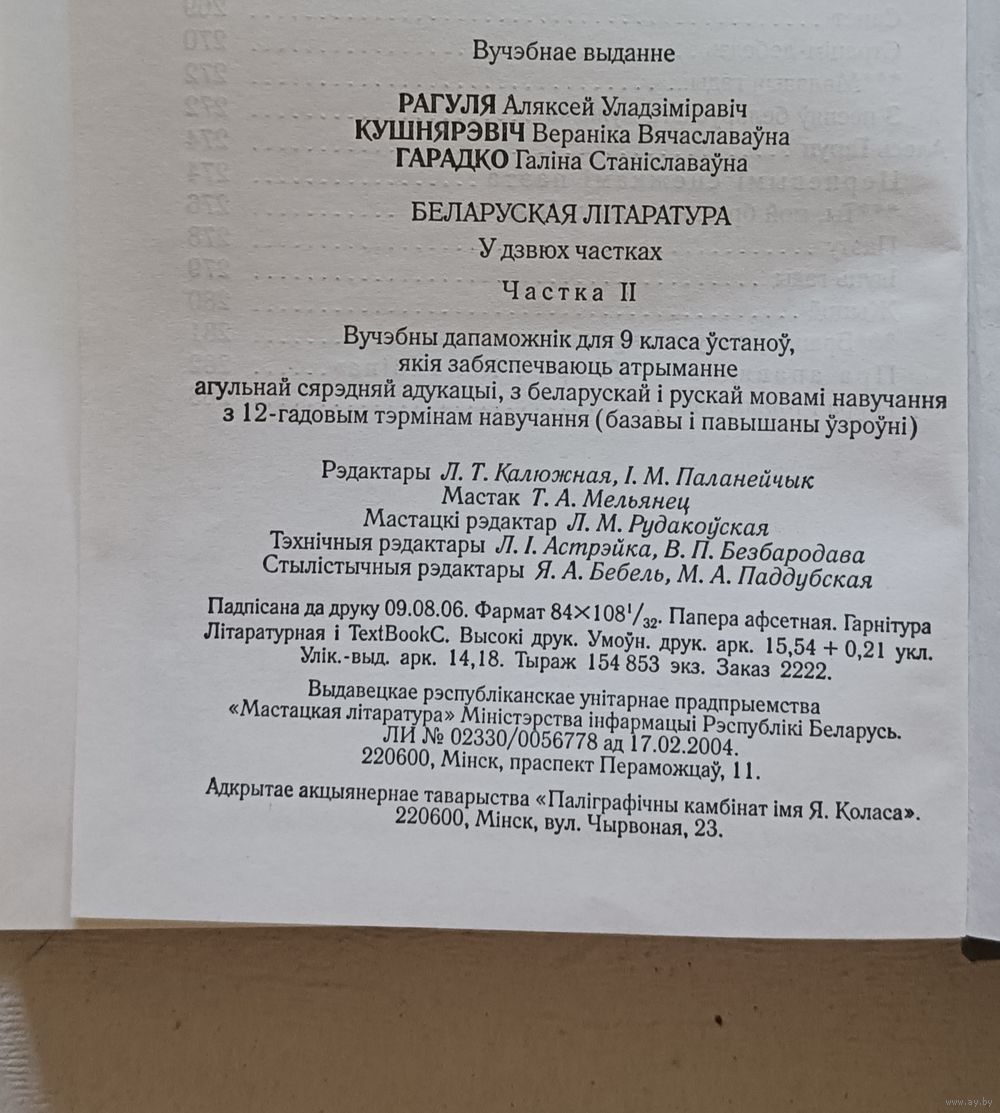 Вучэбнае выданне
РАГУЛЯ Аляксей Уладзіміравіч
КУШНЯРЭВІЧ Вераніка Вячаславаўна
ГАРАДКО Галіна Станіславаўна
БЕЛАРУСКАЯ ЛІТАРАТУРА
У дзвюх частках
Частка II
Вучэбны дапаможнік для 9 класа ўстаноў,
якія забяспечваюць атрыманне
агульнай сярэдняй адукацыі, з беларускай і рускай мовамі навучання
з 12-гадовым тэрмінам навучання (базавы і павышаны ўзроўні)
Рэдактары Л. Т. Калюжная, І. М. Паланейчык
Мастак Т. А. Мельянец
Мастацкі рэдактар Л. М. Рудакоўская
Тэхнічныя рэдактары Л. І. Астрэйка, В. П. Безбародава
Стылістычныя рэдактары Я. А. Бебель, М. А. Паддубская
Падпісана да друку 09.08.06. Фармат 84×108¹/₃₂. Папера афсетная. Гарнітура
Літаратурная і TextBookC. Высокі друк. Умоўн. друк. арк. 15,54 + 0,21 укл.
Улік.-выд. арк. 14,18. Тыраж 154 853 экз. Заказ 2222.
Выдавецкае рэспубліканскае унітарнае прадпрыемства
«Мастацкая літаратура» Міністэрства інфармацыі Рэспублікі Беларусь.
ЛИ № 02330/0056778 ад 17.02.2004.
220600, Мінск, праспект Пераможцаў, 11.
Адкрытае акцыянернае таварыства «Паліграфічны камбінат імя Я. Коласа».
220600, Мінск, вул. Чырвоная, 23.
www.ay.by